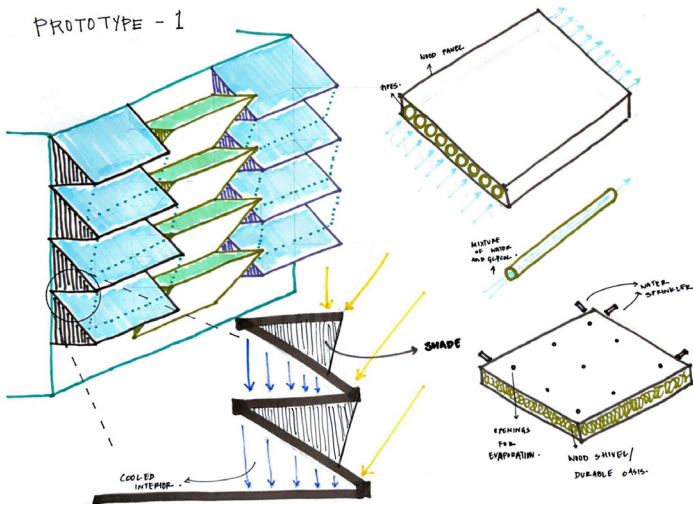 PROTOTYPE - 1
WOOD PANEL
PIPES.
MIXTURE
OF WATER
AND GLYCOL.
WATER
SPRINKLER
SHADE
COOLED
INTERIOR.
OPENINGS
FOR
EVAPORATION.
WOOD SHIVEL/
DURABLE OASIS.